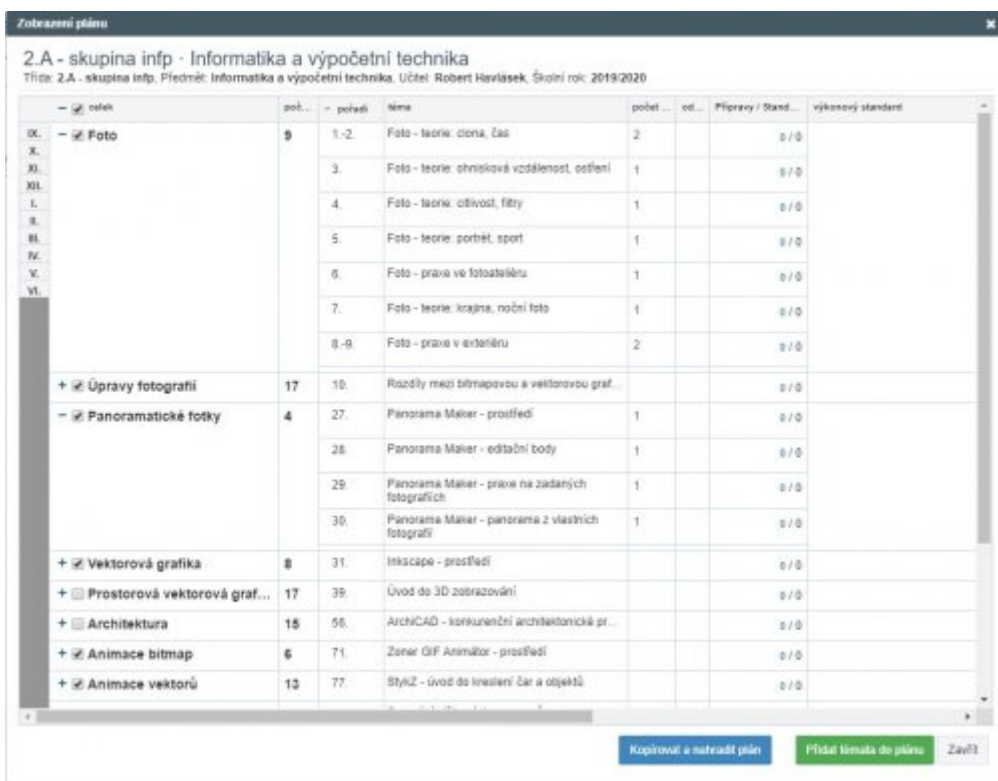 Zobrazení plánu
2.A - skupina infp · Informatika a výpočetní technika
Třída: 2.A - skupina infp, Předmět: Informatika a výpočetní technika, Učitel: Robert Havlásek, Školní rok: 2019/2020
celek poč... pořadí téma počet ... od... Přípravy / Stand... výkonový standard
IX.
X.
XI.
XII.
I.
II.
III.
IV.
V.
VI.
Foto 9 1.-2. Foto - teorie: clona, čas 2 0 / 0
3. Foto - teorie: ohnisková vzdálenost, ostření 1 0 / 0
4. Foto - teorie: citlivost, filtry 1 0 / 0
5. Foto - teorie: portrét, sport 1 0 / 0
6. Foto - praxe ve fotoateliéru 1 0 / 0
7. Foto - teorie: krajina, noční foto 1 0 / 0
8.-9. Foto - praxe v exteriéru 2 0 / 0
Úpravy fotografií 17 10. Rozdíly mezi bitmapovou a vektorovou graf... 0 / 0
Panoramatické fotky 4 27. Panorama Maker - prostředí 1 0 / 0
28. Panorama Maker - editační body 1 0 / 0
29. Panorama Maker - praxe na zadaných
fotografiích 1 0 / 0
30. Panorama Maker - panorama z vlastních
fotografií 1 0 / 0
Vektorová grafika 8 31. Inkscape - prostředí 0 / 0
Prostorová vektorová graf... 17 39. Úvod do 3D zobrazování 0 / 0
Architektura 15 56. ArchiCAD - konkurenční architektonické pr... 0 / 0
Animace bitmap 6 71. Zoner GIF Animátor - prostředí 0 / 0
Animace vektorů 13 77. StykZ - úvod do kreslení čar a objektů 0 / 0
Kopírovat a nahradit plán Přidat témata do plánu Zavřít